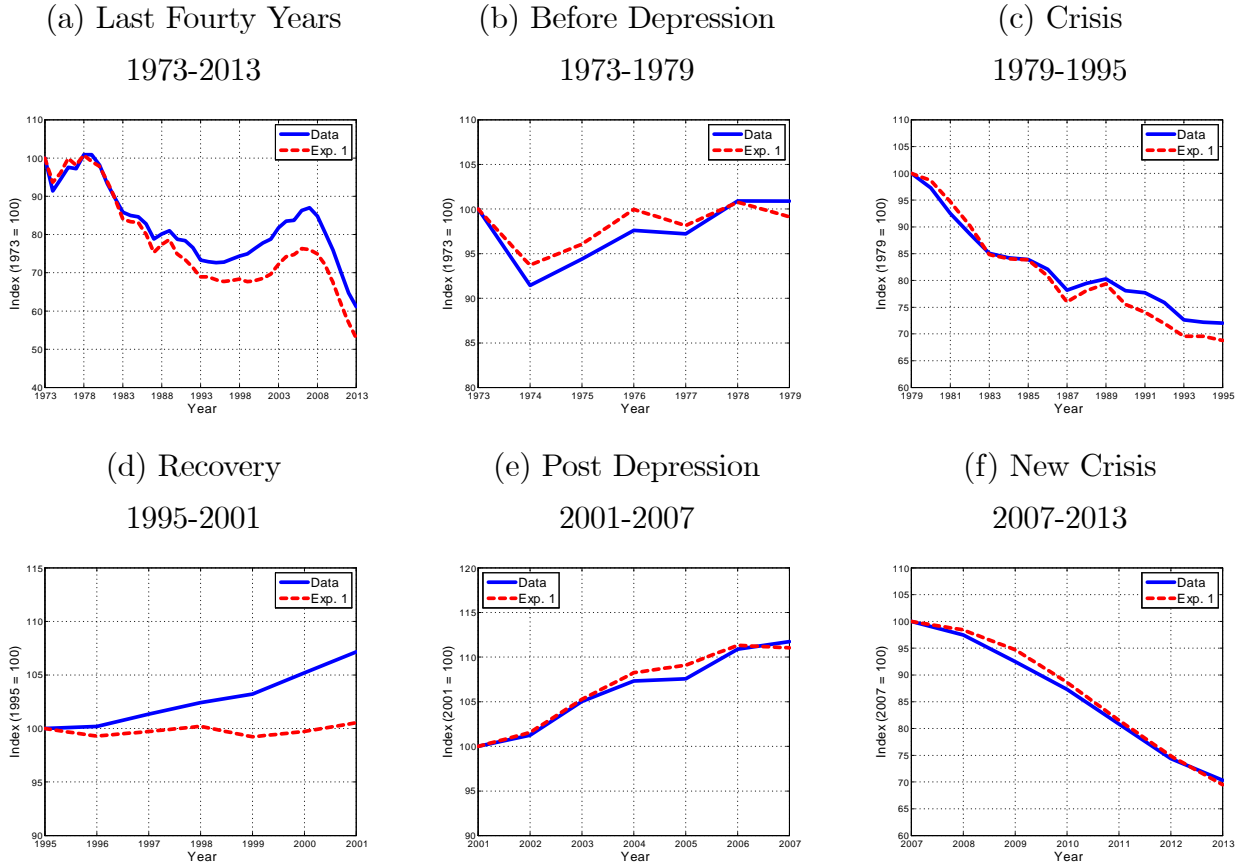 (a) Last Fourty Years
1973-2013
110
100
90
80
70
60
50
40
Index (1973 = 100)
1973 1978 1983 1988 1993 1998 2003 2008 2013
Year
Data
Exp. 1
(b) Before Depression
1973-1979
110
105
100
95
90
85
80
Index (1973 = 100)
1973 1974 1975 1976 1977 1978 1979
Year
Data
Exp. 1
(c) Crisis
1979-1995
110
105
100
95
90
85
80
75
70
65
60
Index (1979 = 100)
1979 1981 1983 1985 1987 1989 1991 1993 1995
Year
Data
Exp. 1
(d) Recovery
1995-2001
115
110
105
100
95
90
Index (1995 = 100)
1995 1996 1997 1998 1999 2000 2001
Year
Data
Exp. 1
(e) Post Depression
2001-2007
120
115
110
105
100
95
90
Index (2001 = 100)
2001 2002 2003 2004 2005 2006 2007
Year
Data
Exp. 1
(f) New Crisis
2007-2013
110
105
100
95
90
85
80
75
70
65
60
Index (2007 = 100)
2007 2008 2009 2010 2011 2012 2013
Year
Data
Exp. 1